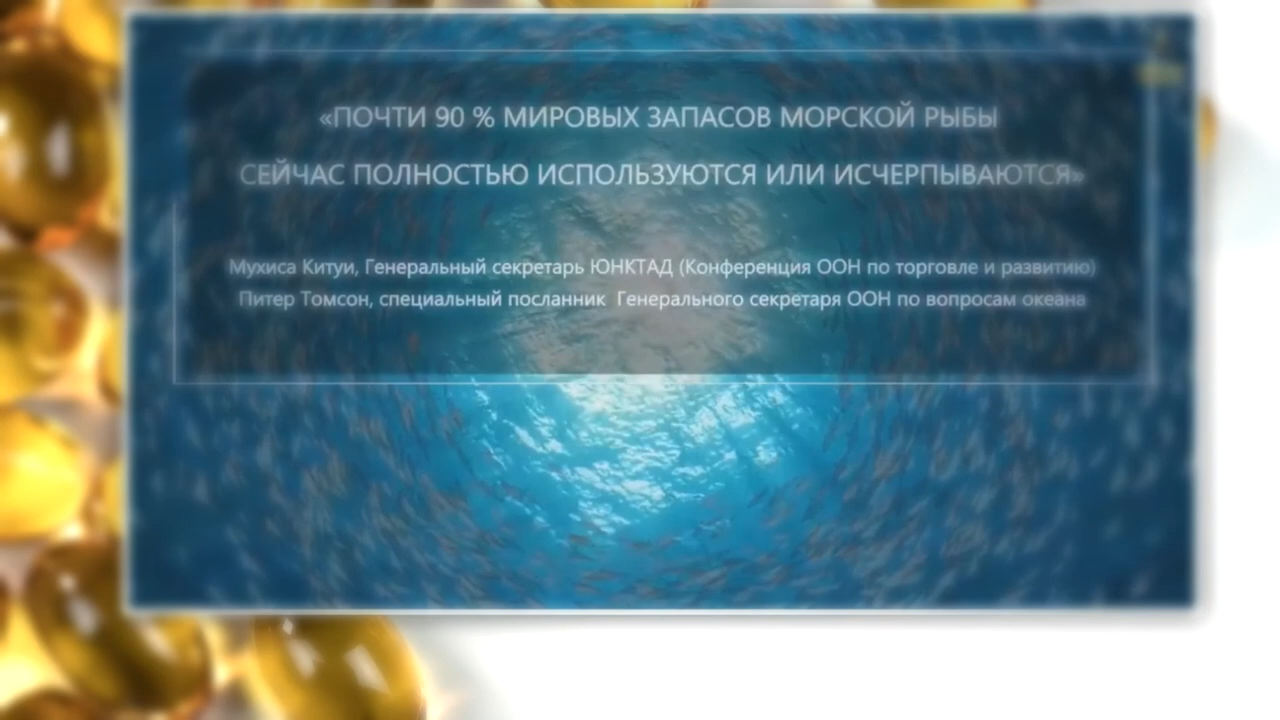 «ПОЧТИ 90 % МИРОВЫХ ЗАПАСОВ МОРСКОЙ РЫБЫ
СЕЙЧАС ПОЛНОСТЬЮ ИСПОЛЬЗУЮТСЯ ИЛИ ИСЧЕРПЫВАЮТСЯ»
Мухиса Китуи, Генеральный секретарь ЮНКТАД (Конференция ООН по торговле и развитию)
Питер Томсон, специальный посланник Генерального секретаря ООН по вопросам океана